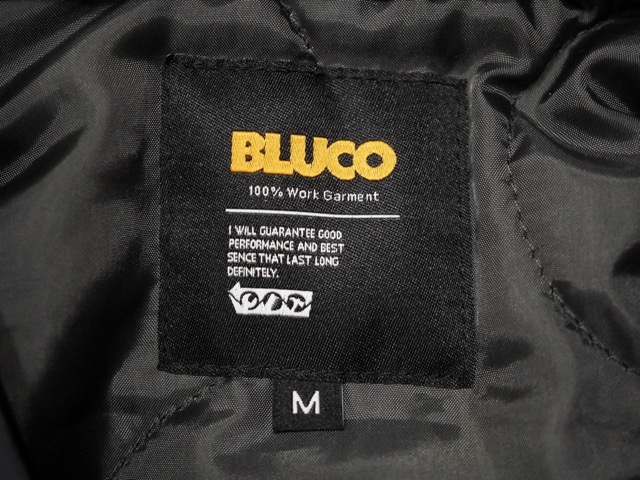 BLUCO
100% Work Garment
I WILL GUARANTEE GOOD
PERFORMANCE AND BEST
SENCE THAT LAST LONG
DEFINITELY.
M